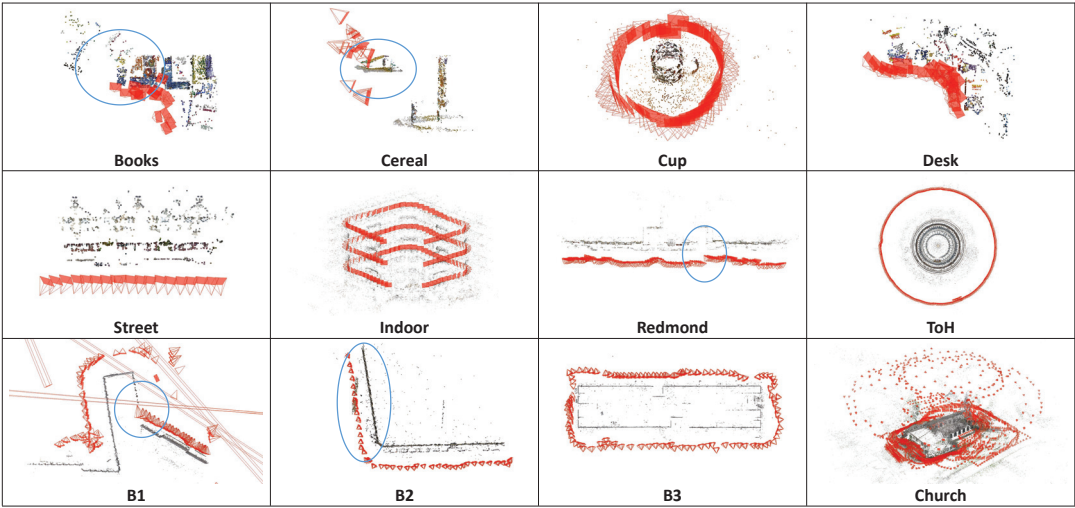 Books
Cereal
Cup
Desk
Street
Indoor
Redmond
ToH
B1
B2
B3
Church